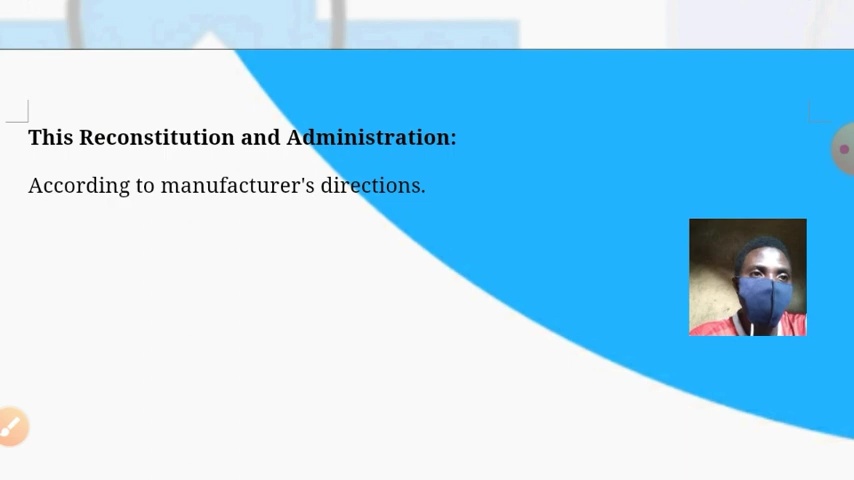 This Reconstitution and Administration:
According to manufacturer's directions.